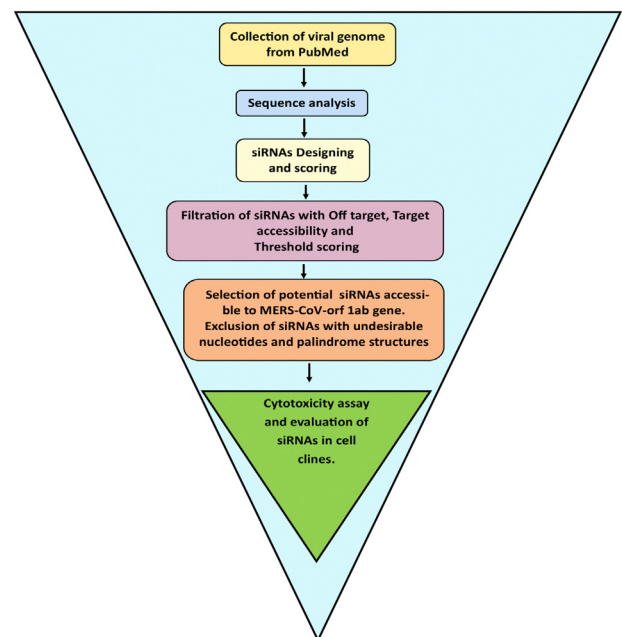 Collection of viral genome
from PubMed
Sequence analysis
siRNAs Designing
and scoring
Filtration of siRNAs with Off target, Target
accessibility and
Threshold scoring
Selection of potential siRNAs accessi-
ble to MERS-CoV-orf 1ab gene.
Exclusion of siRNAs with undesirable
nucleotides and palindrome structures
Cytotoxicity assay
and evaluation of
siRNAs in cell
clines.